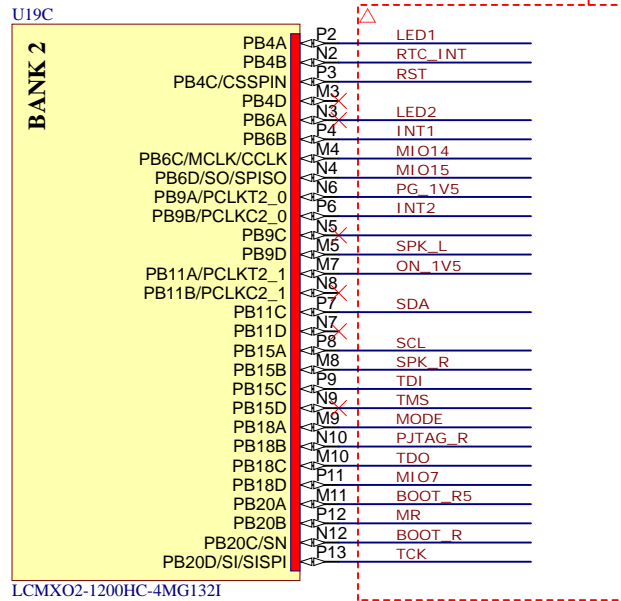 U19C
BANK 2
PB4A P2 LED1
PB4B N2 RTC_INT
PB4C/CSSPIN P3 RST
PB4D M3
PB6A N3 LED2
PB6B P4 INT1
PB6C/MCLK/CCLK M4 MIO14
PB6D/SO/SPISO N4 MIO15
PB9A/PCLKT2_0 N6 PG_1V5
PB9B/PCLKC2_0 P6 INT2
PB9C N5
PB9D M5 SPK_L
PB11A/PCLKT2_1 M7 ON_1V5
PB11B/PCLKC2_1 N8
PB11C P7 SDA
PB11D N7
PB15A P8 SCL
PB15B M8 SPK_R
PB15C P9 TDI
PB15D N9 TMS
PB18A M9 MODE
PB18B N10 PJTAG_R
PB18C M10 TDO
PB18D P11 MIO7
PB20A M11 BOOT_R5
PB20B P12 MR
PB20C/SN N12 BOOT_R
PB20D/SI/SISPI P13 TCK
LCMXO2-1200HC-4MG132I